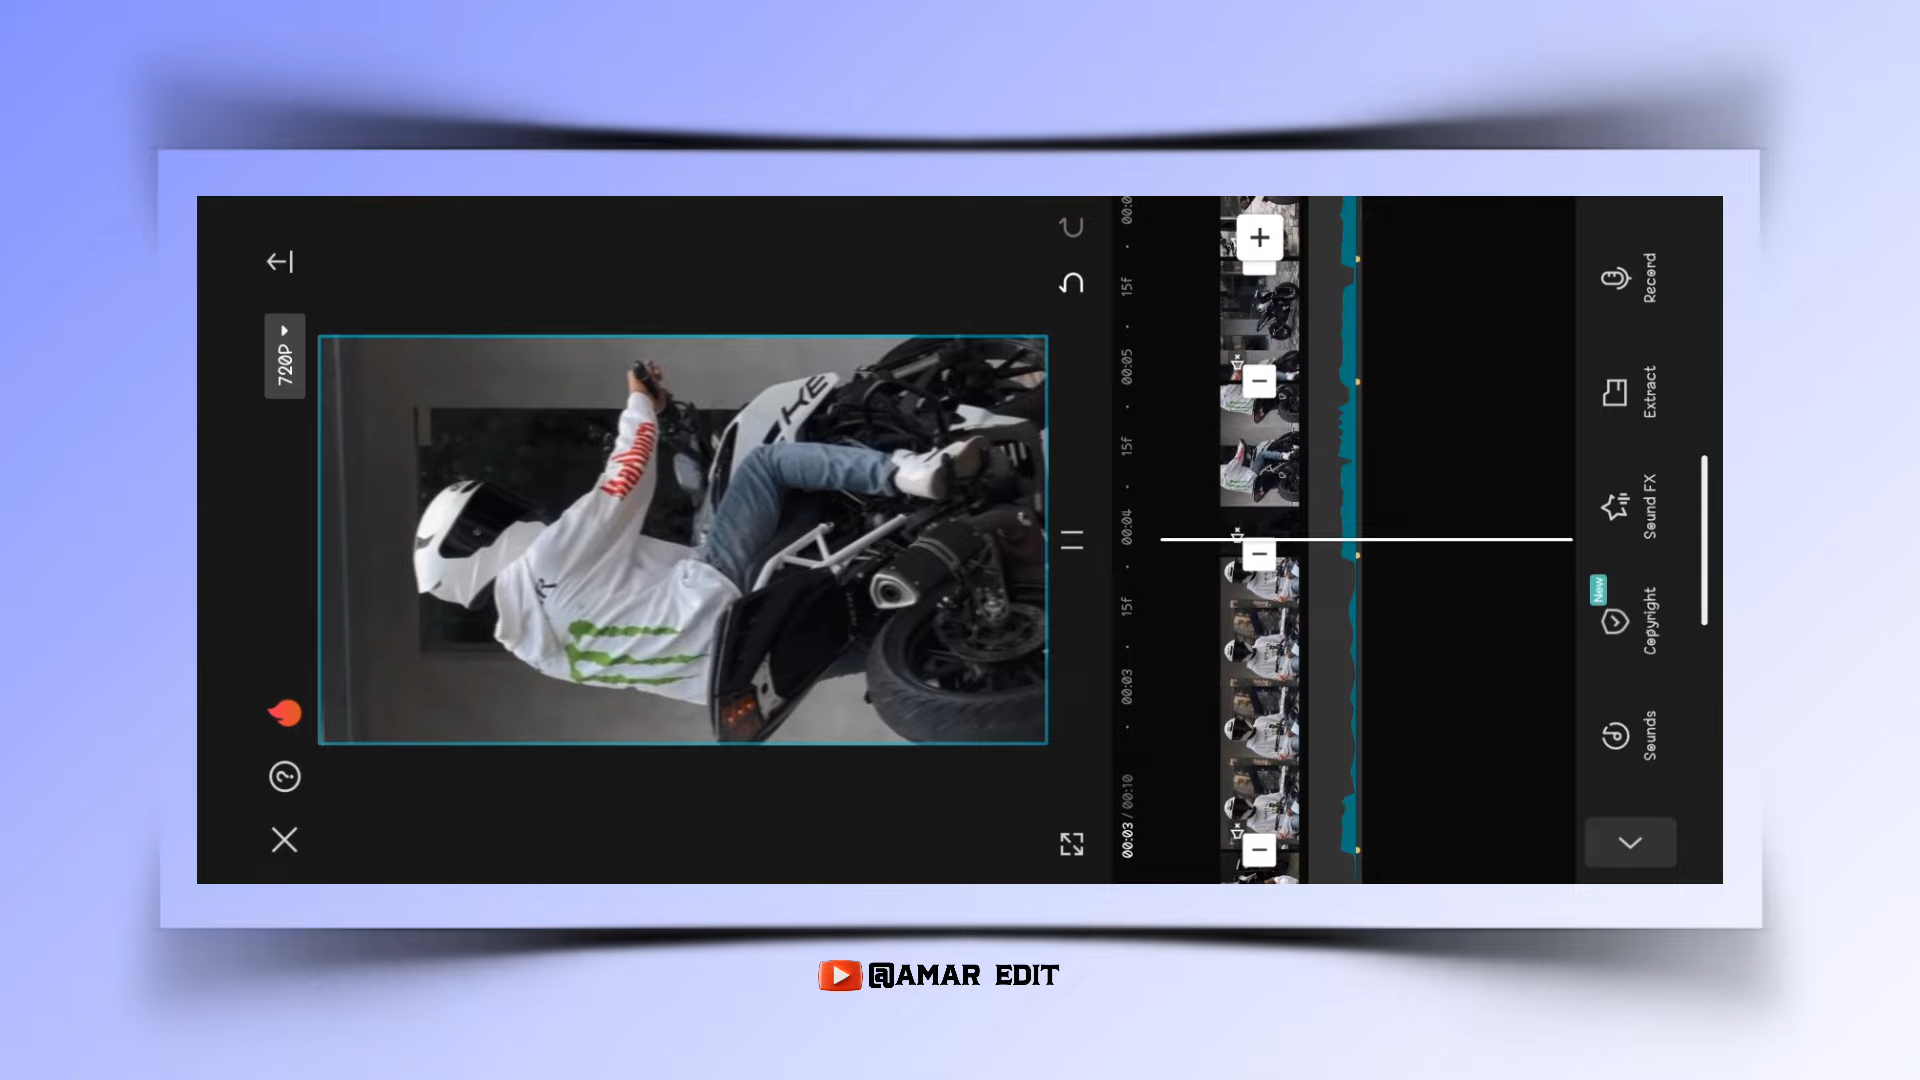 720P
KE
00:03 / 00:10
00:03
15f
00:04
15f
00:05
15f
Sounds
Copyright
New
Sound FX
Extract
Record
@AMAR EDIT